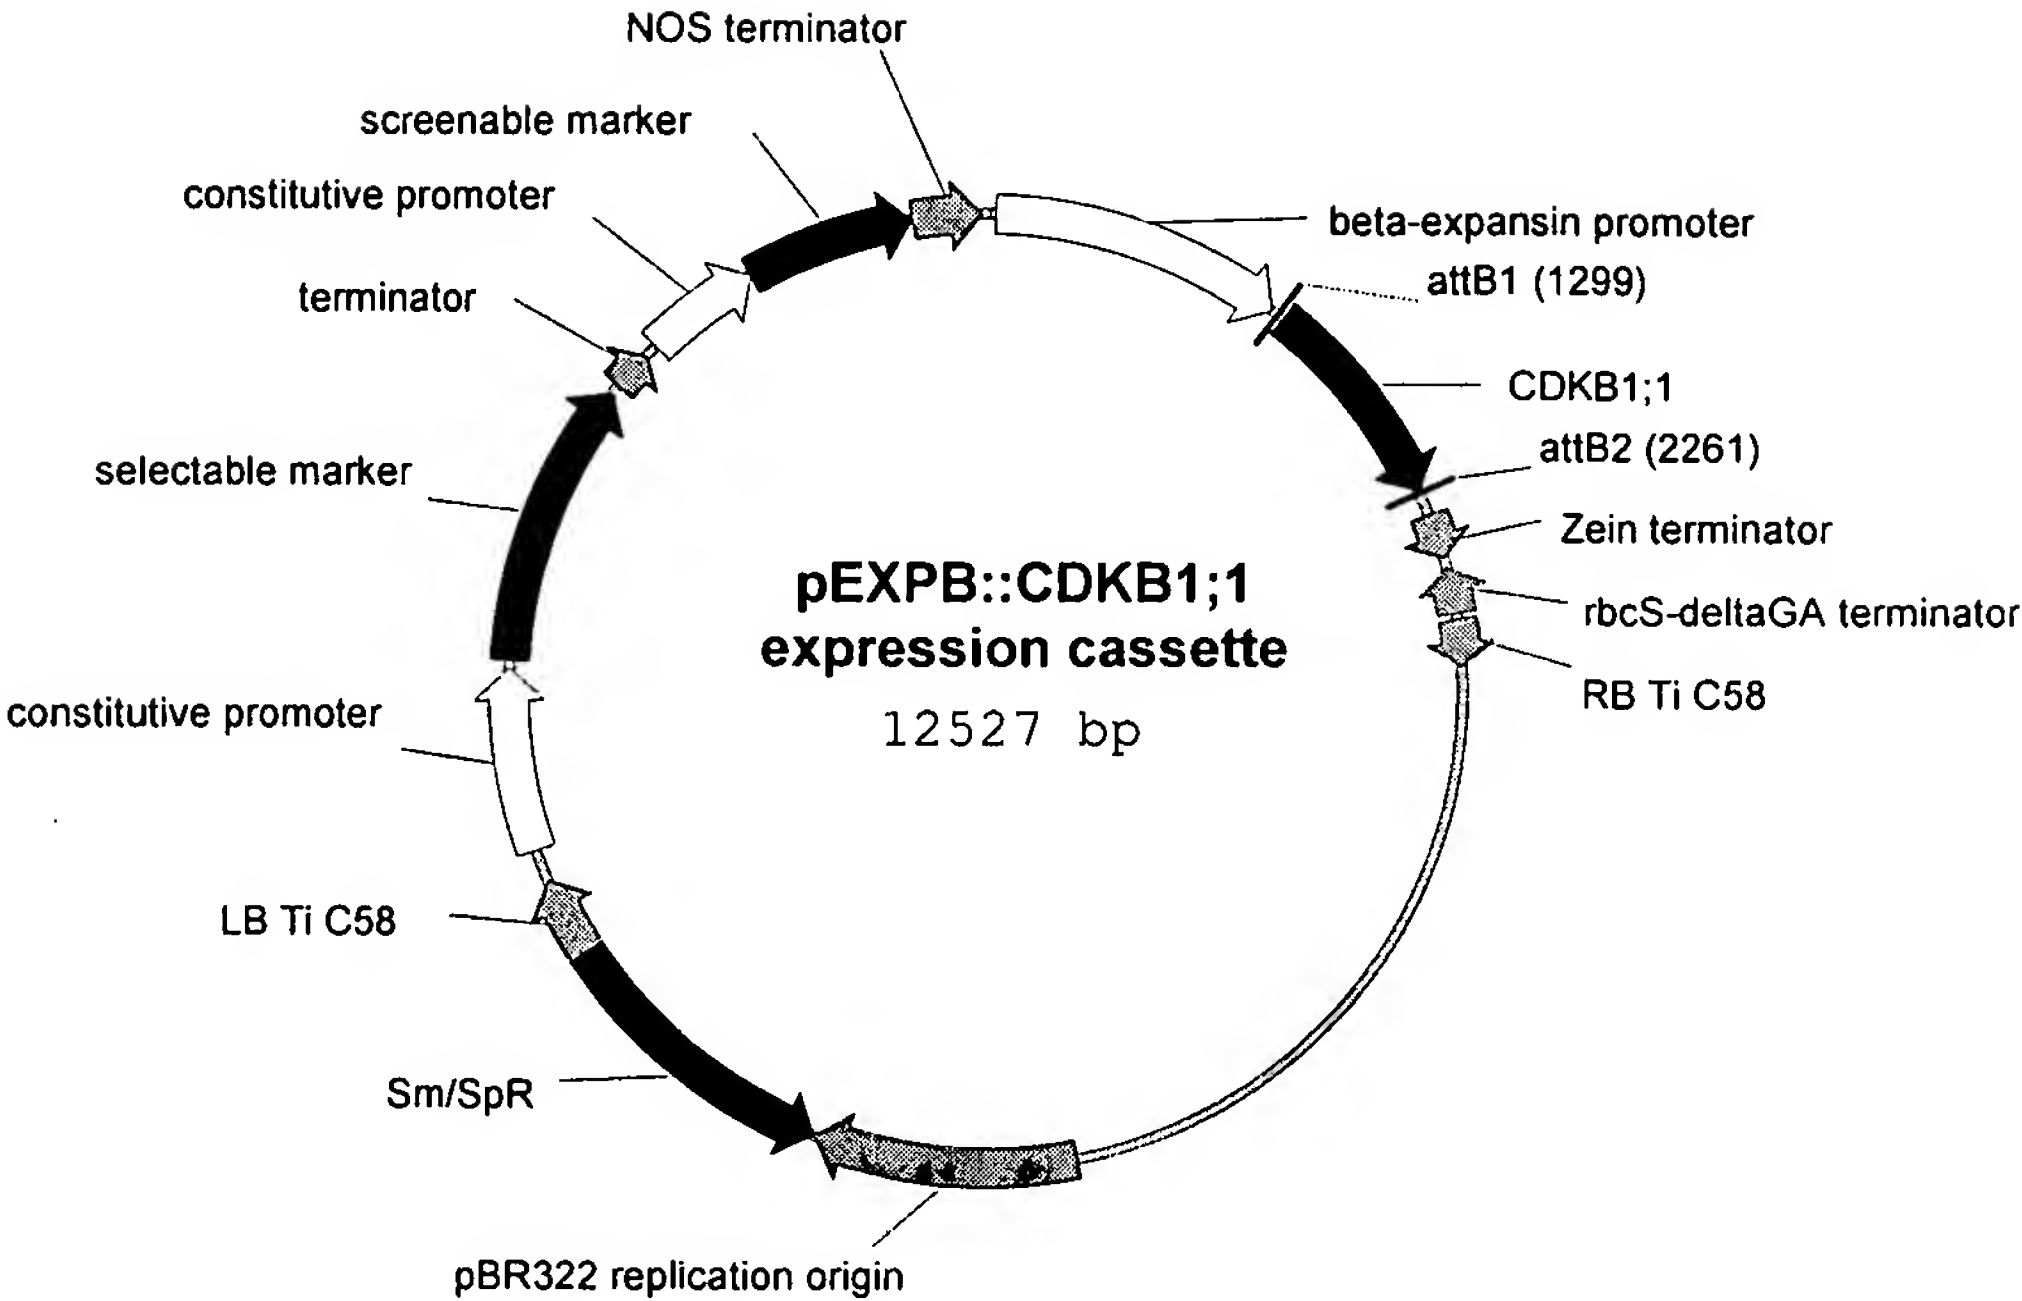 NOS terminator
screenable marker
constitutive promoter
beta-expansin promoter
attB1 (1299)
terminator
CDKB1;1
attB2 (2261)
selectable marker
Zein terminator
pEXPB::CDKB1;1
expression cassette
rbcS-deltaGA terminator
RB Ti C58
constitutive promoter
12527 bp
LB Ti C58
Sm/SpR
pBR322 replication origin